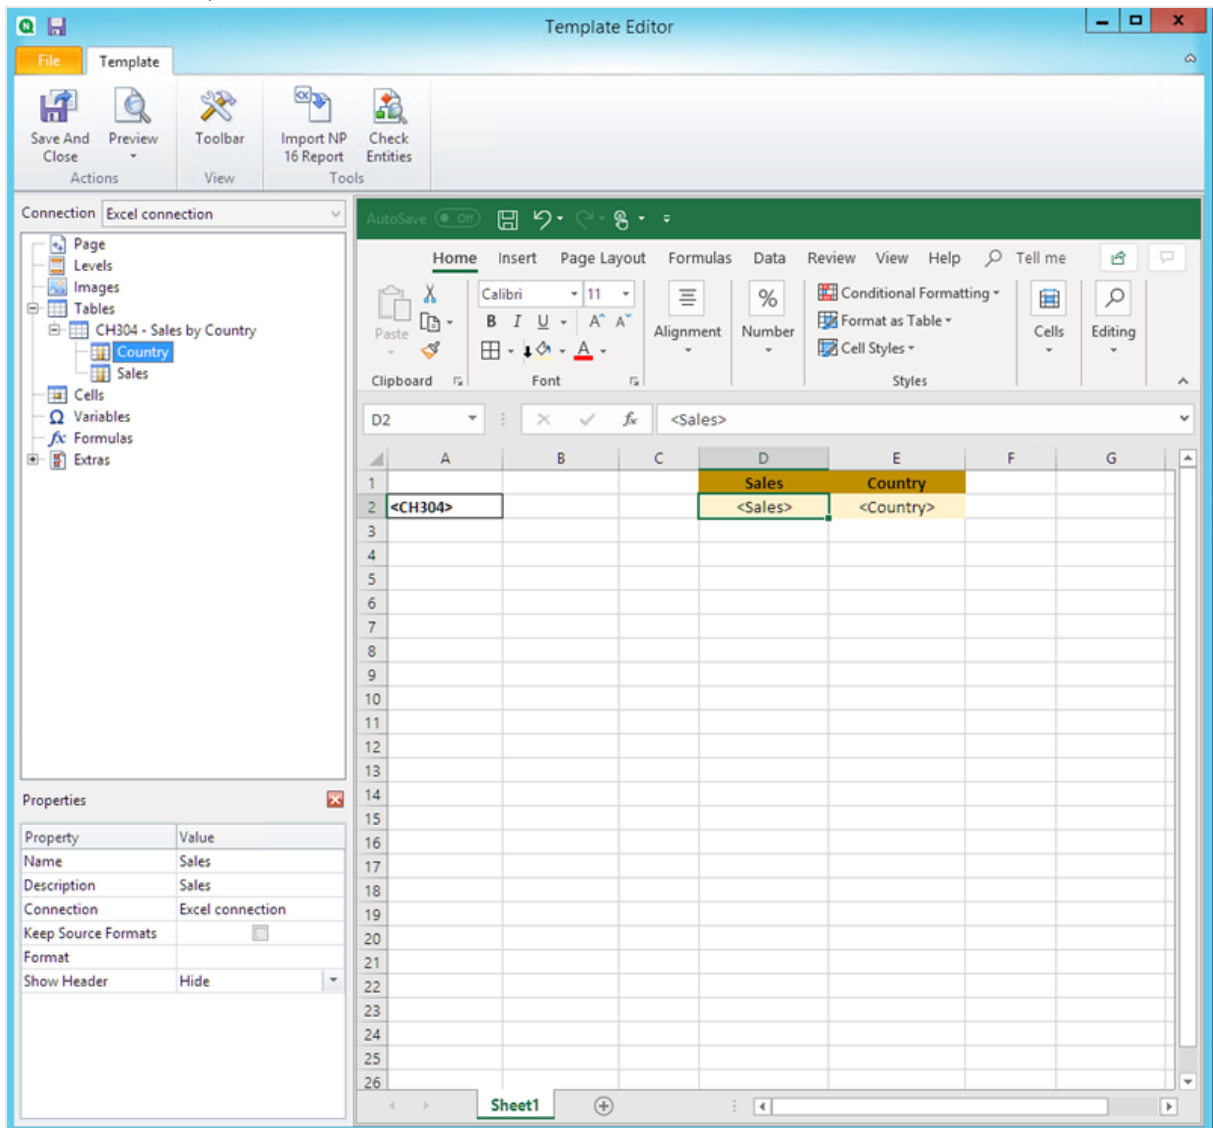 Template Editor
File Template
Save And Close Preview Toolbar Import NP 16 Report Check Entities
Actions View Tools
Connection Excel connection
Page
Levels
Images
Tables
CH304 - Sales by Country
Country
Sales
Cells
Variables
Formulas
Extras
Properties
Property Value
Name Sales
Description Sales
Connection Excel connection
Keep Source Formats
Format
Show Header Hide
AutoSave Off
Home Insert Page Layout Formulas Data Review View Help Tell me
Calibri 11
Conditional Formatting
Paste B I U A A Alignment % Number Format as Table Cells Editing
A Cell Styles
Clipboard Font Styles
D2 fx <Sales>
A B C D E F G
1 Sales Country
2 <CH304> <Sales> <Country>
3
4
5
6
7
8
9
10
11
12
13
14
15
16
17
18
19
20
21
22
23
24
25
26
Sheet1